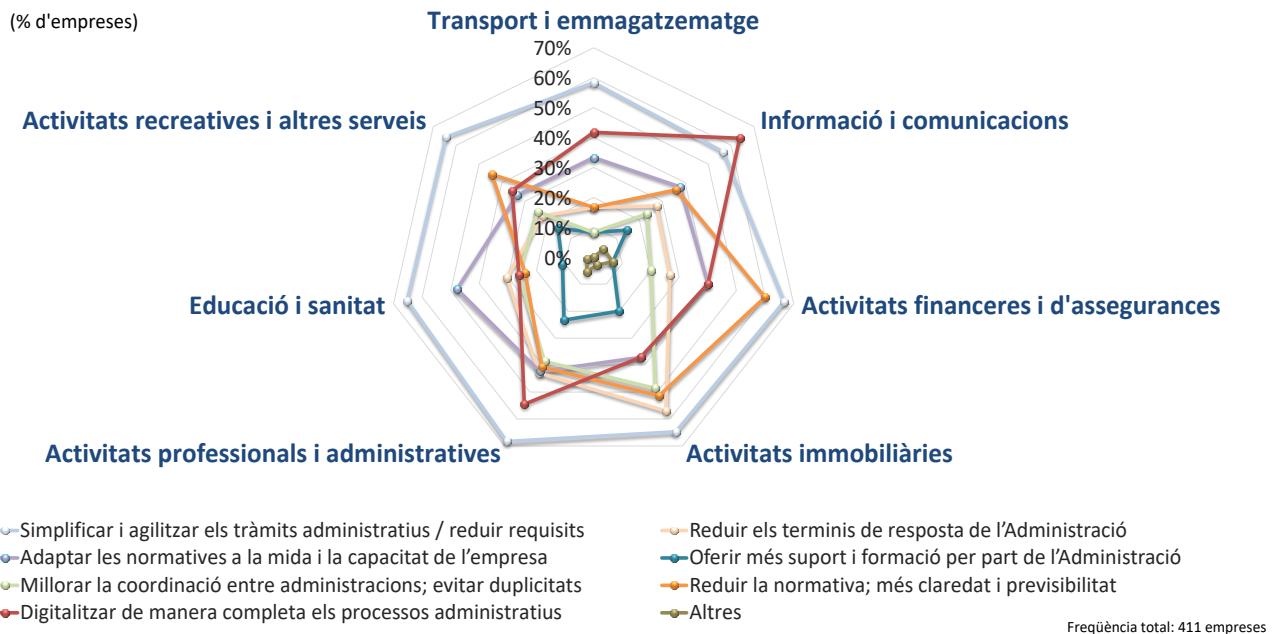 (% d'empreses)
Transport i emmagatzematge
70%
60%
50%
40%
30%
20%
10%
0%
Activitats recreatives i altres serveis
Informació i comunicacions
Educació i sanitat
Activitats financeres i d'assegurances
Activitats professionals i administratives
Activitats immobiliàries
Simplificar i agilitzar els tràmits administratius / reduir requisits
Reduir els terminis de resposta de l’Administració
Adaptar les normatives a la mida i la capacitat de l’empresa
Oferir més suport i formació per part de l’Administració
Millorar la coordinació entre administracions; evitar duplicitats
Reduir la normativa; més claredat i previsibilitat
Digitalitzar de manera completa els processos administratius
Altres
Freqüència total: 411 empreses